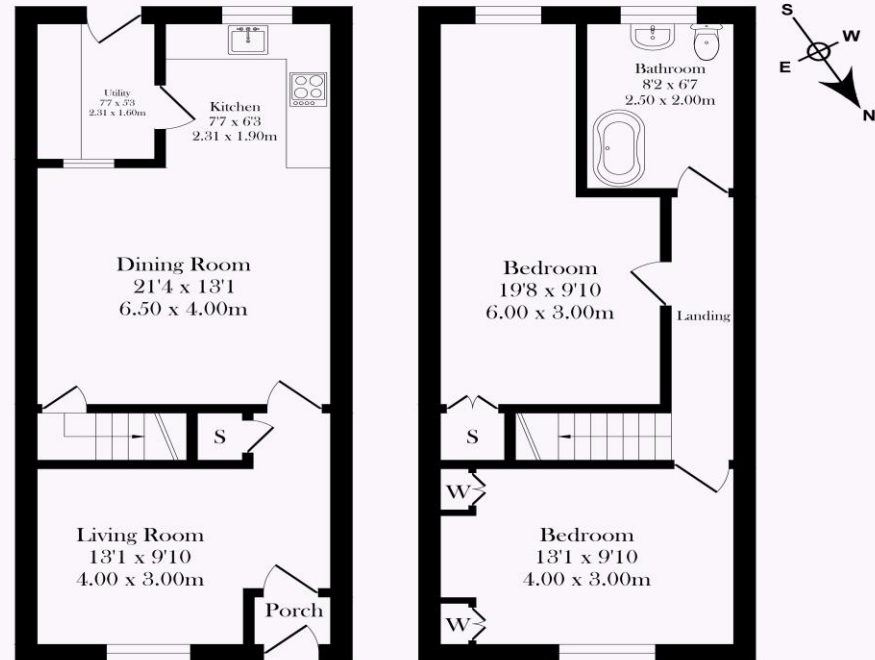 Utility
7'7 x 5'3
2.31 x 1.60m
Kitchen
7'7 x 6'3
2.31 x 1.90m
Dining Room
21'4 x 13'1
6.50 x 4.00m
S
Living Room
13'1 x 9'10
4.00 x 3.00m
Porch
Bathroom
8'2 x 6'7
2.50 x 2.00m
Bedroom
19'8 x 9'10
6.00 x 3.00m
Landing
S
W
Bedroom
13'1 x 9'10
4.00 x 3.00m
W
S
W
E
N